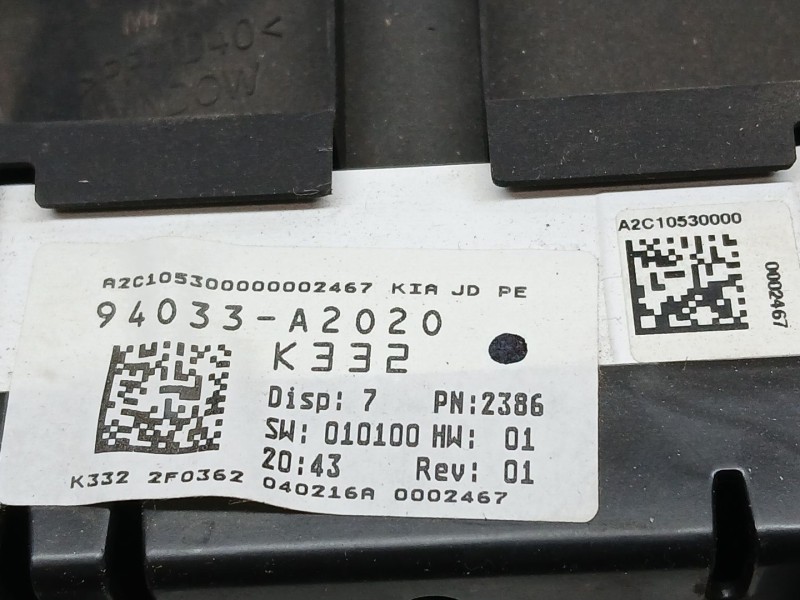 A2C10530000
0002467
A2C10530000002467 KIA JD PE
94033-A2020
K332
Disp: 7 PN:2386
SW: 010100 HW: 01
20:43 Rev: 01
K332 2F0362 040216A 0002467